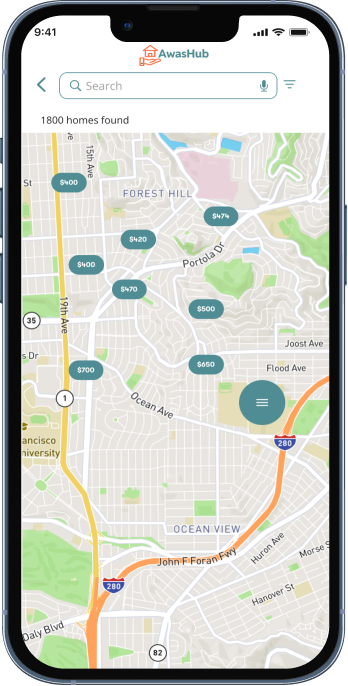 9:41
AwasHub
Search
1800 homes found
15th Ave
St
$400
FOREST HILL
$474
$420
Portola Dr
$400
$470
19th Ave
$500
35
Joost Ave
s Dr
$650
Flood Ave
$700
1
Ocean Ave
ancisco
niversity
280
OCEAN VIEW
John F Foran Fwy
Huron Ave
Morse S
280
Hanover St
Daly Blvd
82